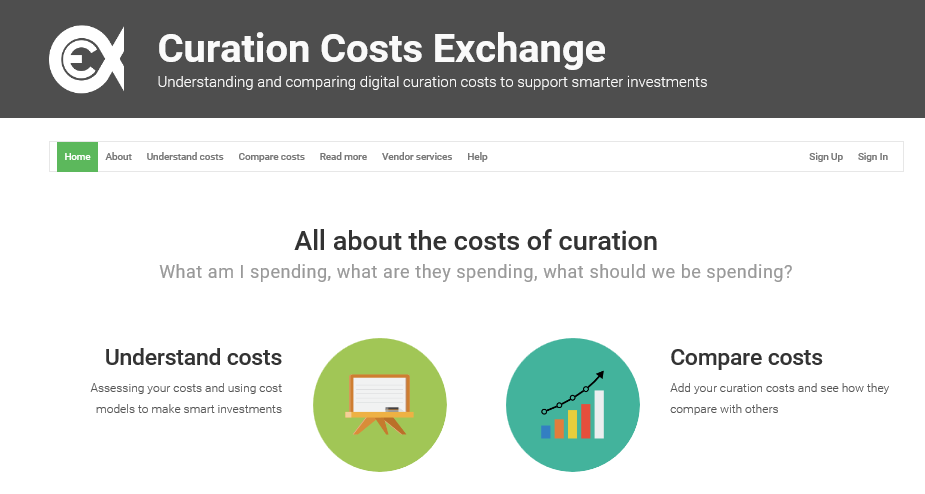 CEX
Curation Costs Exchange
Understanding and comparing digital curation costs to support smarter investments
Home About Understand costs Compare costs Read more Vendor services Help Sign Up Sign In
All about the costs of curation
What am I spending, what are they spending, what should we be spending?
Understand costs
Assessing your costs and using cost
models to make smart investments
Compare costs
Add your curation costs and see how they
compare with others